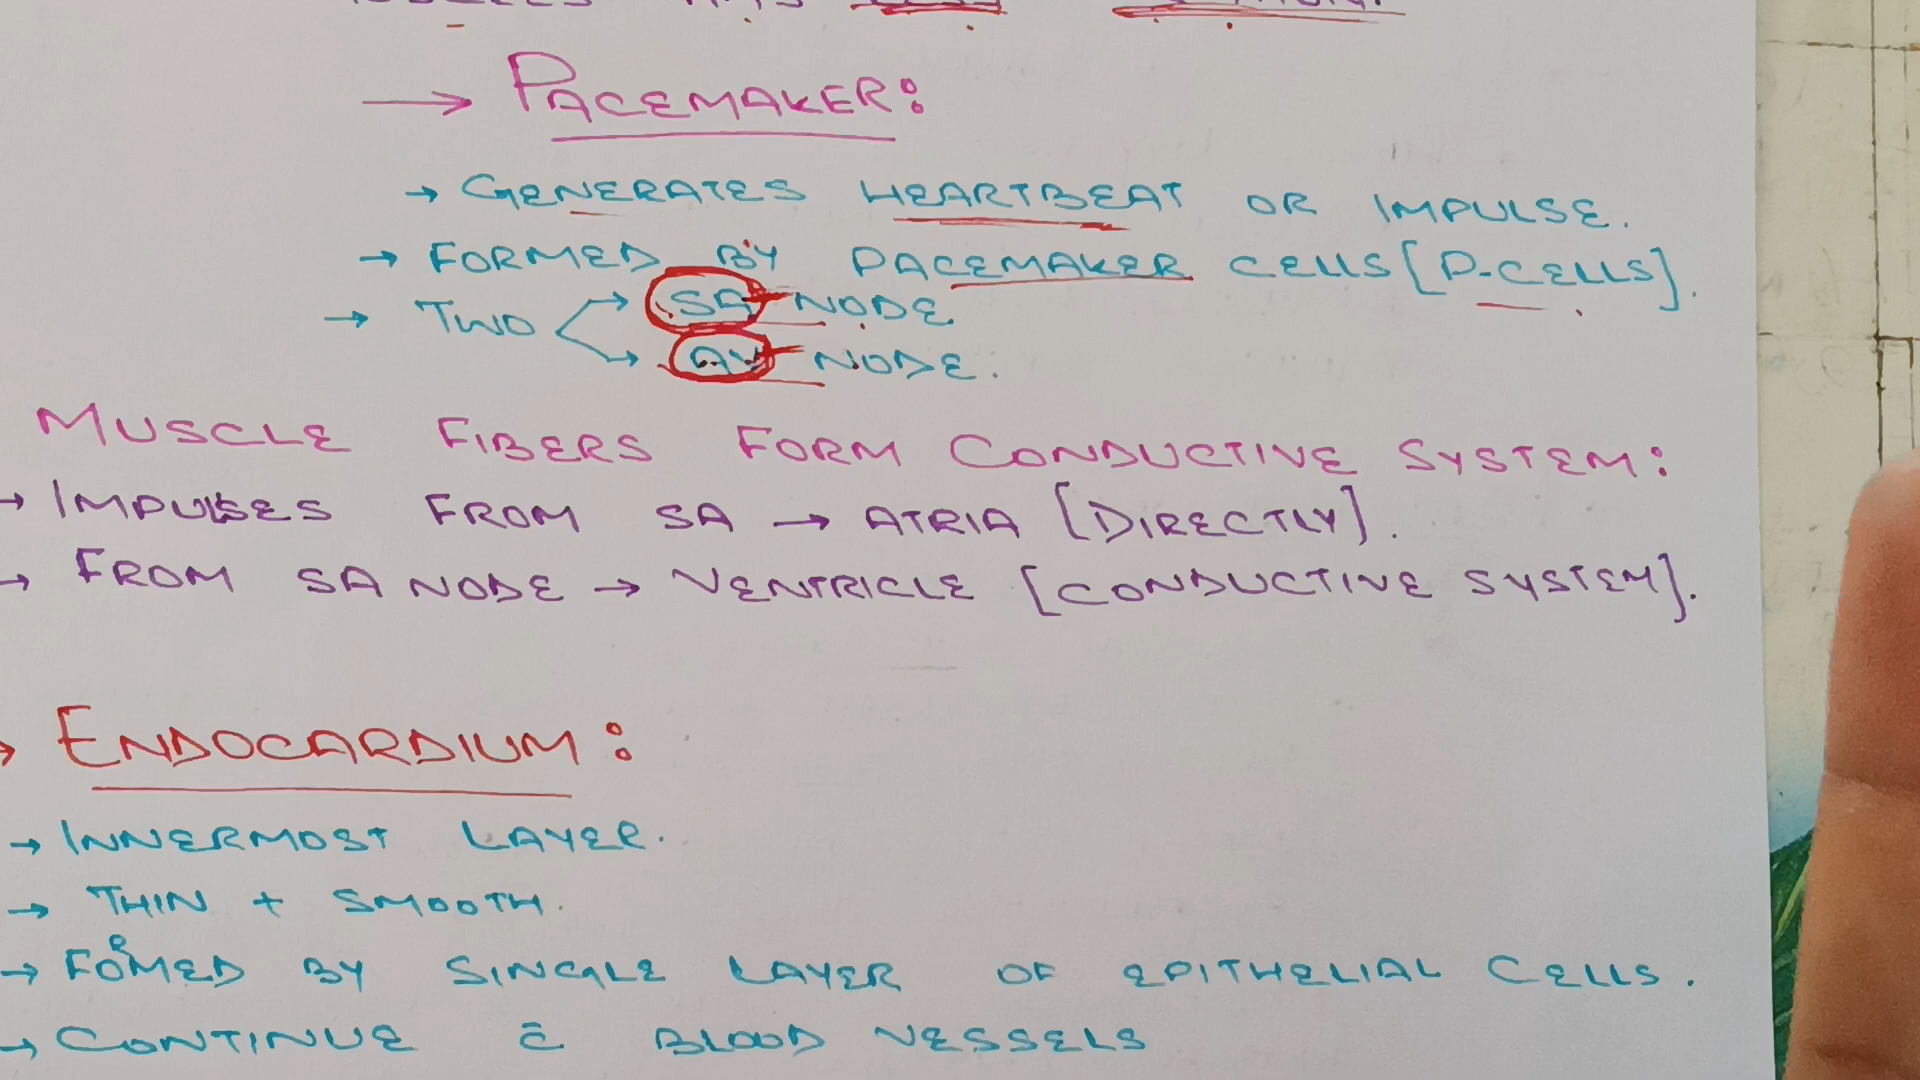 → PACEMAKER:
→ GENERATES HEARTBEAT OR IMPULSE.
→ FORMED BY PACEMAKER CELLS [P-CELLS].
→ TWO → SA-NODE
→ AV-NODE.
MUSCLE FIBERS FORM CONDUCTIVE SYSTEM:
→ IMPULSES FROM SA → ATRIA [DIRECTLY].
→ FROM SA NODE → VENTRICLE [CONDUCTIVE SYSTEM].
→ ENDOCARDIUM:
→ INNERMOST LAYER.
→ THIN + SMOOTH.
→ FORMED BY SINGLE LAYER OF EPITHELIAL CELLS.
→ CONTINUE c̄ BLOOD VESSELS